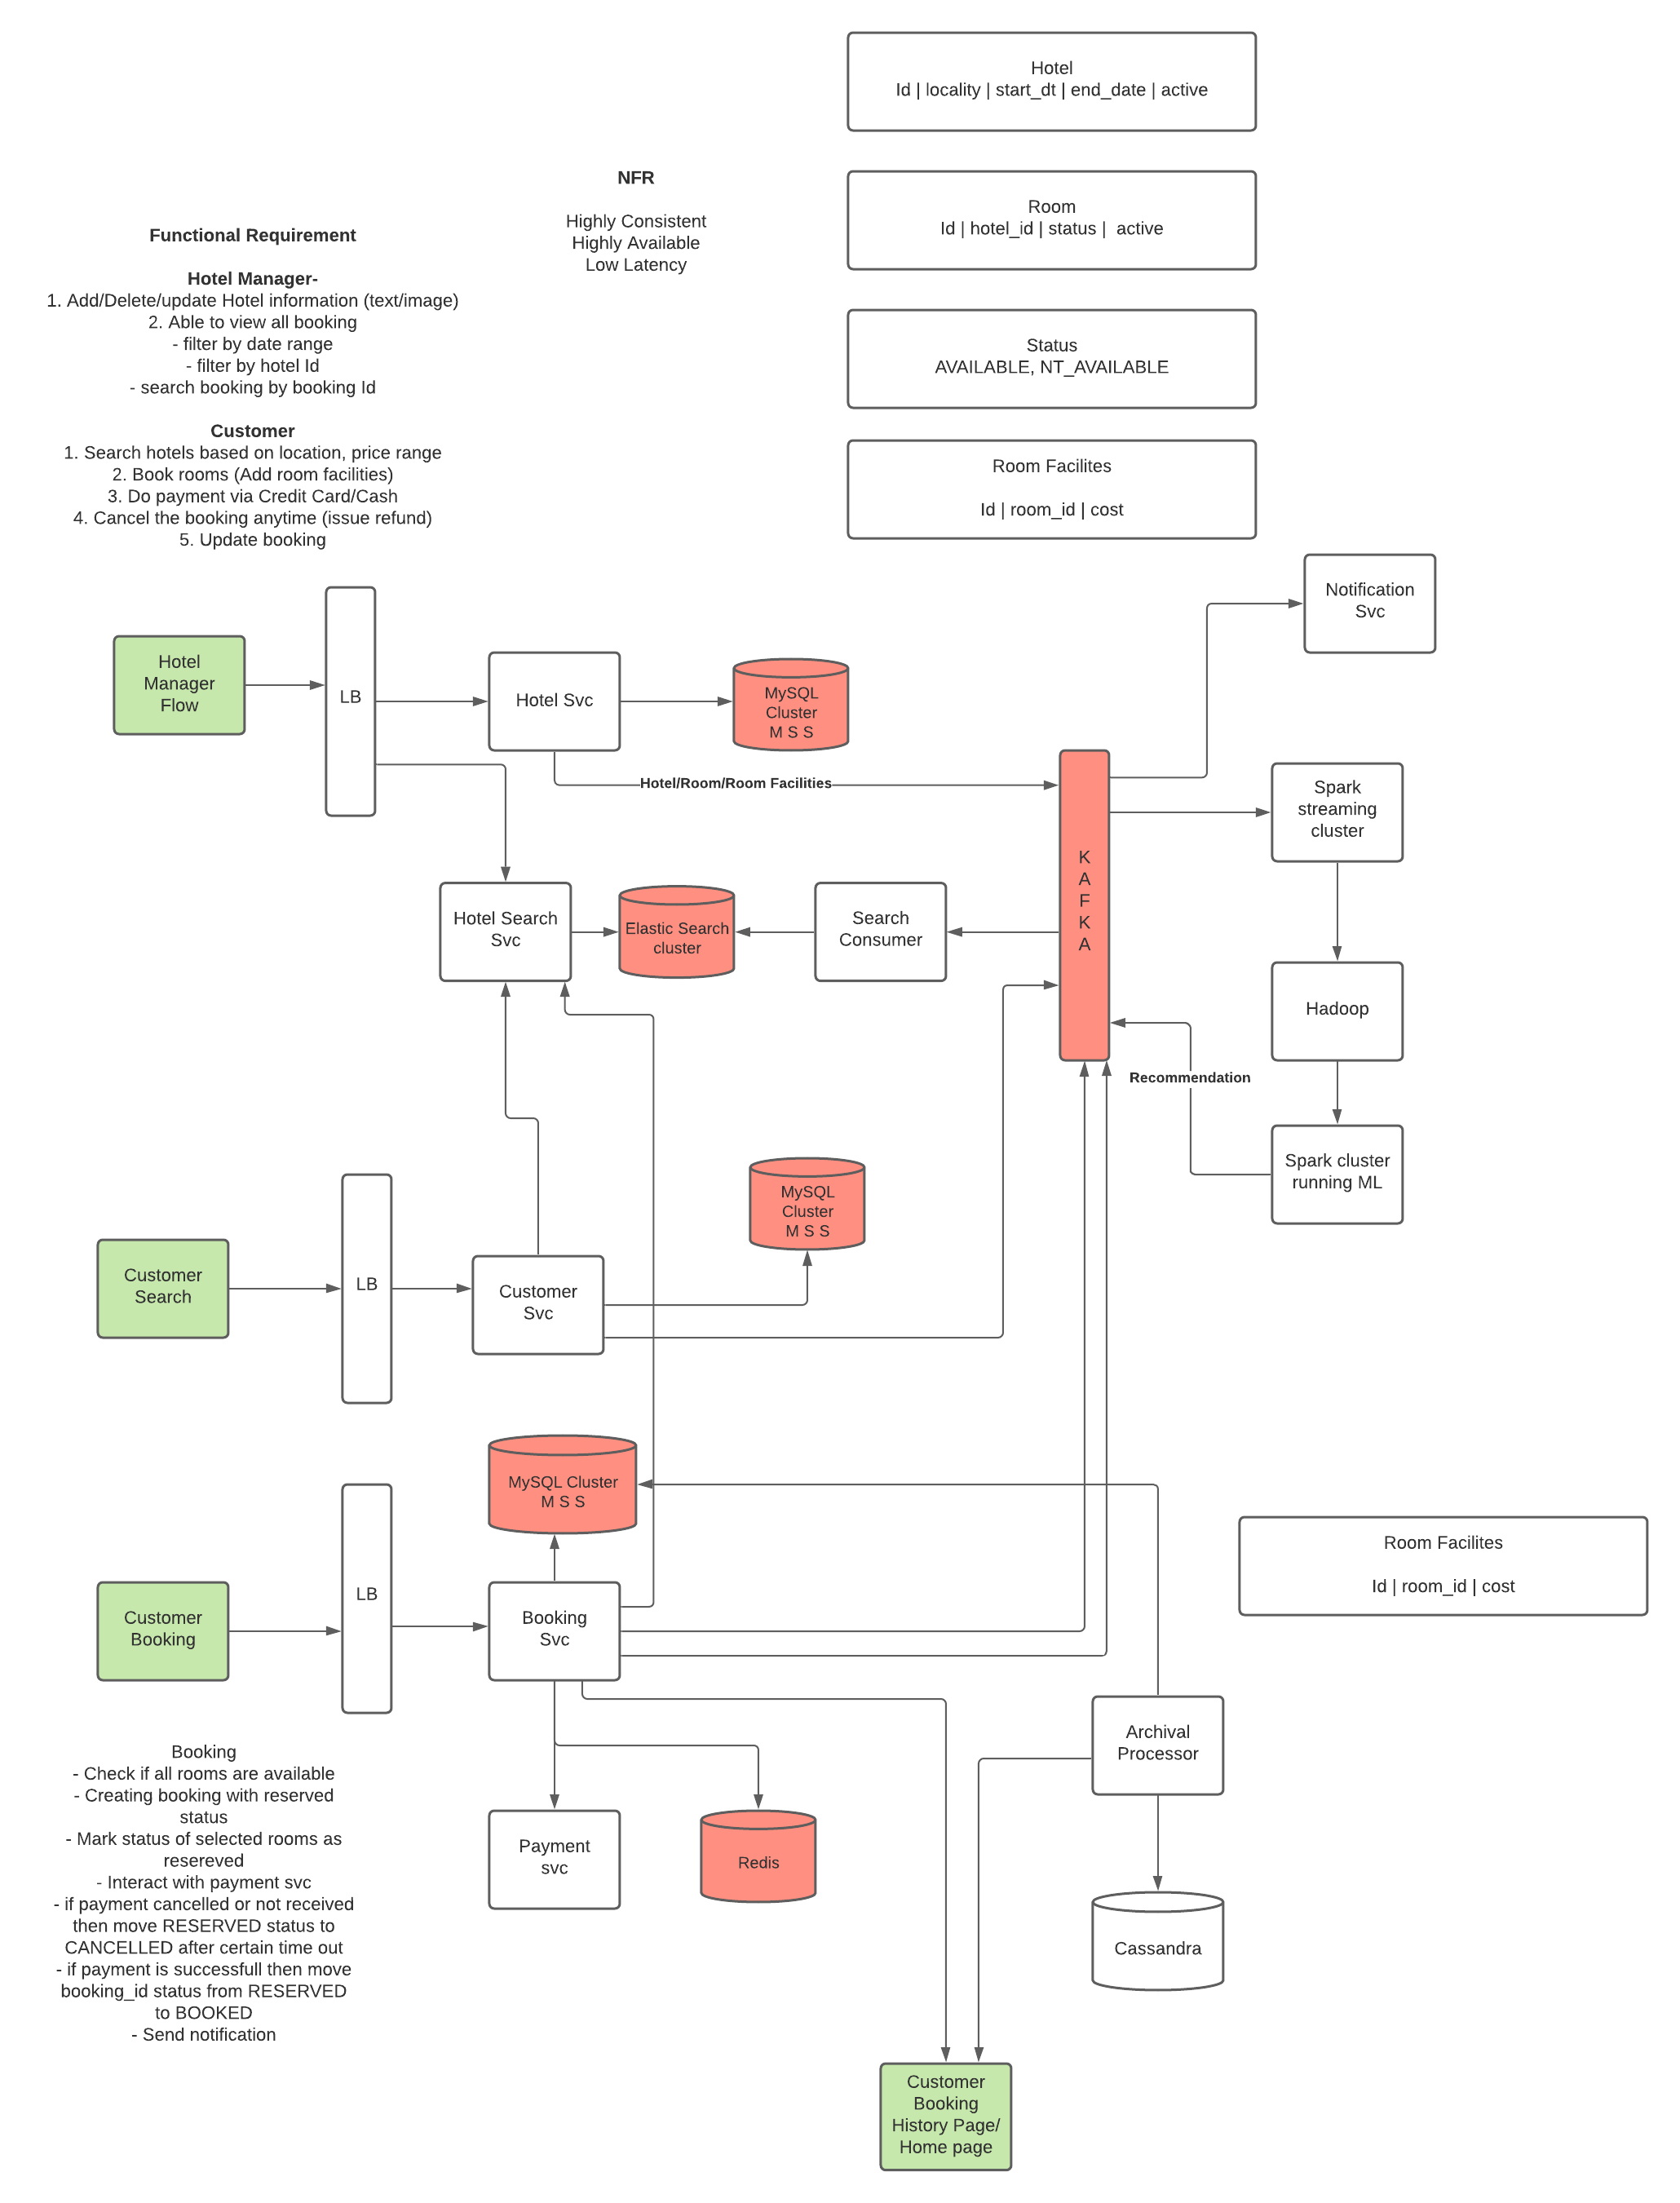 Hotel
Id | locality | start_dt | end_date | active
Room
Id | hotel_id | status |  active
Status
AVAILABLE, NT_AVAILABLE
Room Facilites
Id | room_id | cost
NFR
Highly Consistent
Highly Available
Low Latency
Functional Requirement
Hotel Manager-
1. Add/Delete/update Hotel information (text/image)
2. Able to view all booking
- filter by date range
- filter by hotel Id
- search booking by booking Id
Customer
1. Search hotels based on location, price range
2. Book rooms (Add room facilities)
3. Do payment via Credit Card/Cash
4. Cancel the booking anytime (issue refund)
5. Update booking
Notification
Svc
Hotel
Manager
Flow
LB
Hotel Svc
MySQL
Cluster
M S S
Hotel/Room/Room Facilities
K
A
F
K
A
Spark
streaming
cluster
Hotel Search
Svc
Elastic Search
cluster
Search
Consumer
Hadoop
Recommendation
Spark cluster
running ML
MySQL
Cluster
M S S
Customer
Search
LB
Customer
Svc
MySQL Cluster
M S S
Customer
Booking
LB
Booking
Svc
Room Facilites
Id | room_id | cost
Archival
Processor
Booking
- Check if all rooms are available
- Creating booking with reserved
status
- Mark status of selected rooms as
resereved
- Interact with payment svc
- if payment cancelled or not received
then move RESERVED status to
CANCELLED after certain time out
- if payment is successfull then move
booking_id status from RESERVED
to BOOKED
- Send notification
Payment
svc
Redis
Cassandra
Customer
Booking
History Page/
Home page